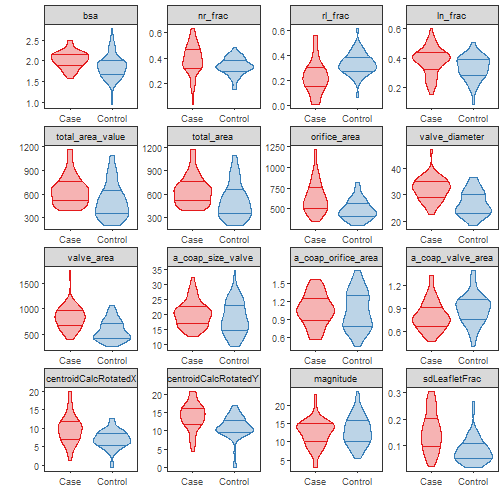 bsa nr_frac rl_frac ln_frac
2.5 2.0 1.5 1.0
0.6 0.4 0.2
0.6 0.4 0.2 0.0
0.6 0.4 0.2
Case Control Case Control Case Control Case Control
total_area_value total_area orifice_area valve_diameter
1200 900 600 300
1200 900 600 300
1250 1000 750 500
40 30 20
Case Control Case Control Case Control Case Control
valve_area a_coap_size_valve a_coap_orifice_area a_coap_valve_area
1500 1000 500
35 30 25 20 15 10
1.5 1.2 0.9 0.6
1.2 0.9 0.6
Case Control Case Control Case Control Case Control
centroidCalcRotatedX centroidCalcRotatedY magnitude sdLeafletFrac
20 15 10 5 0
20 15 10 5 0
20 15 10 5
0.3 0.2 0.1
Case Control Case Control Case Control Case Control